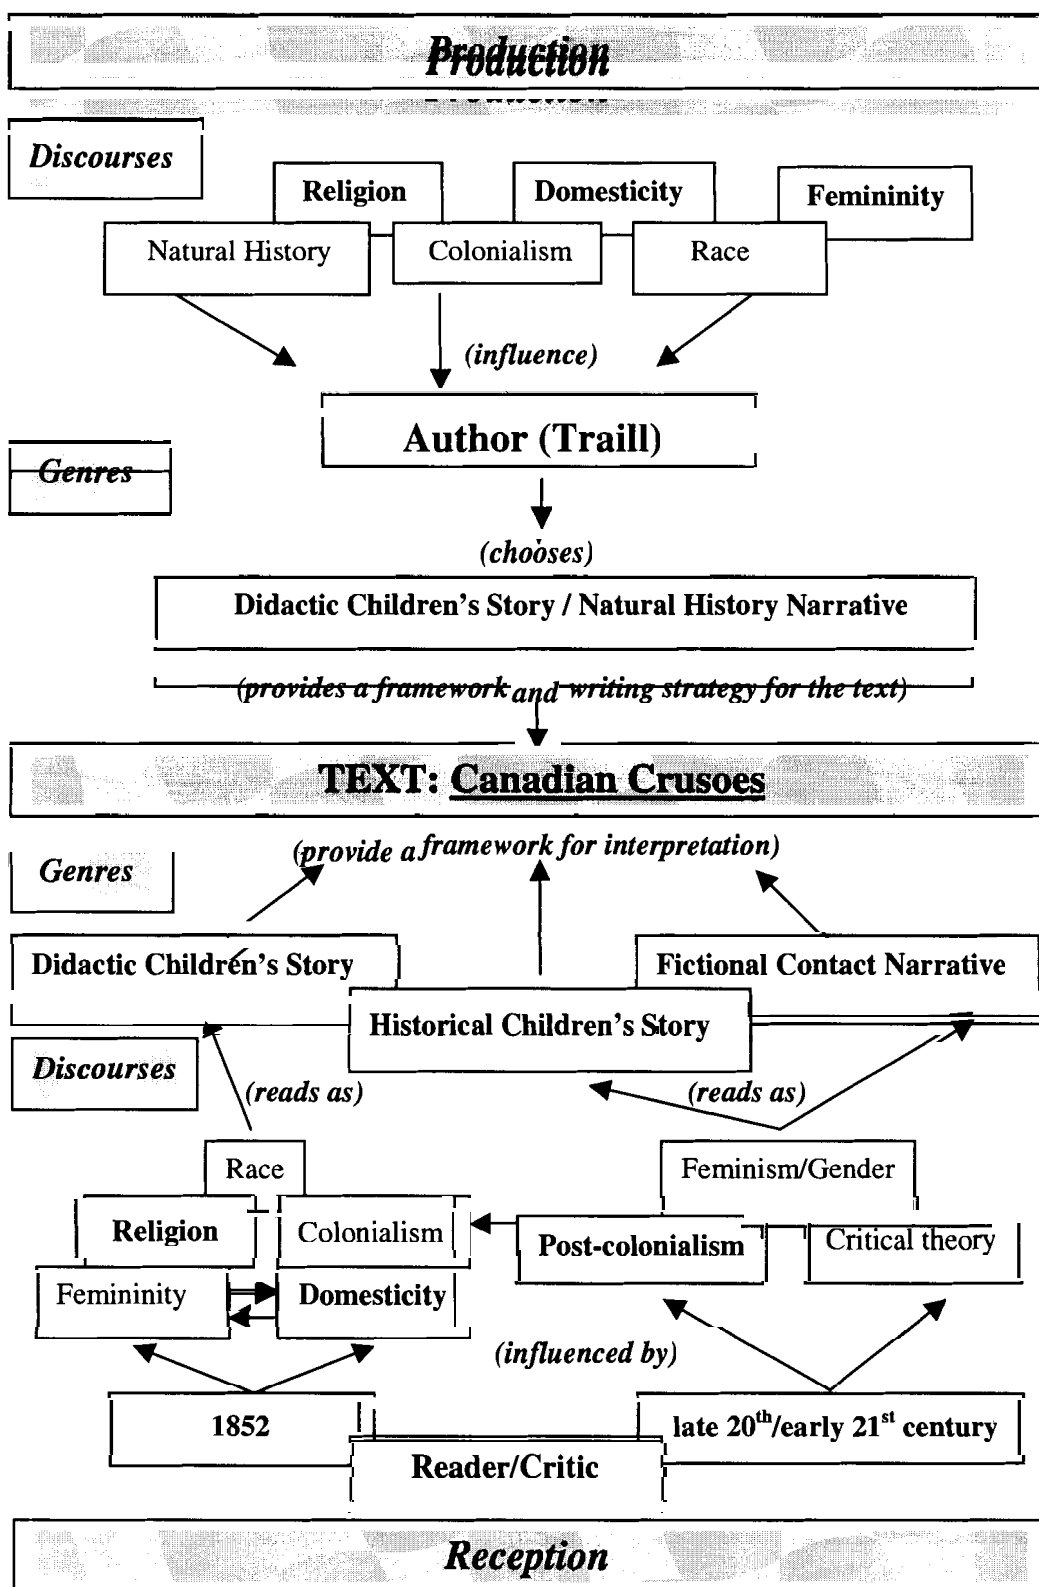 Production
Discourses
Religion
Domesticity
Femininity
Natural History
Colonialism
Race
(influence)
Author (Traill)
Genres
(chooses)
Didactic Children's Story / Natural History Narrative
(provides a framework and writing strategy for the text)
TEXT: Canadian Crusoes
(provide a framework for interpretation)
Genres
Didactic Children's Story
Fictional Contact Narrative
Historical Children's Story
Discourses
(reads as)
(reads as)
Race
Feminism/Gender
Religion
Colonialism
Post-colonialism
Critical theory
Femininity
Domesticity
(influenced by)
1852
late 20th/early 21st century
Reader/Critic
Reception